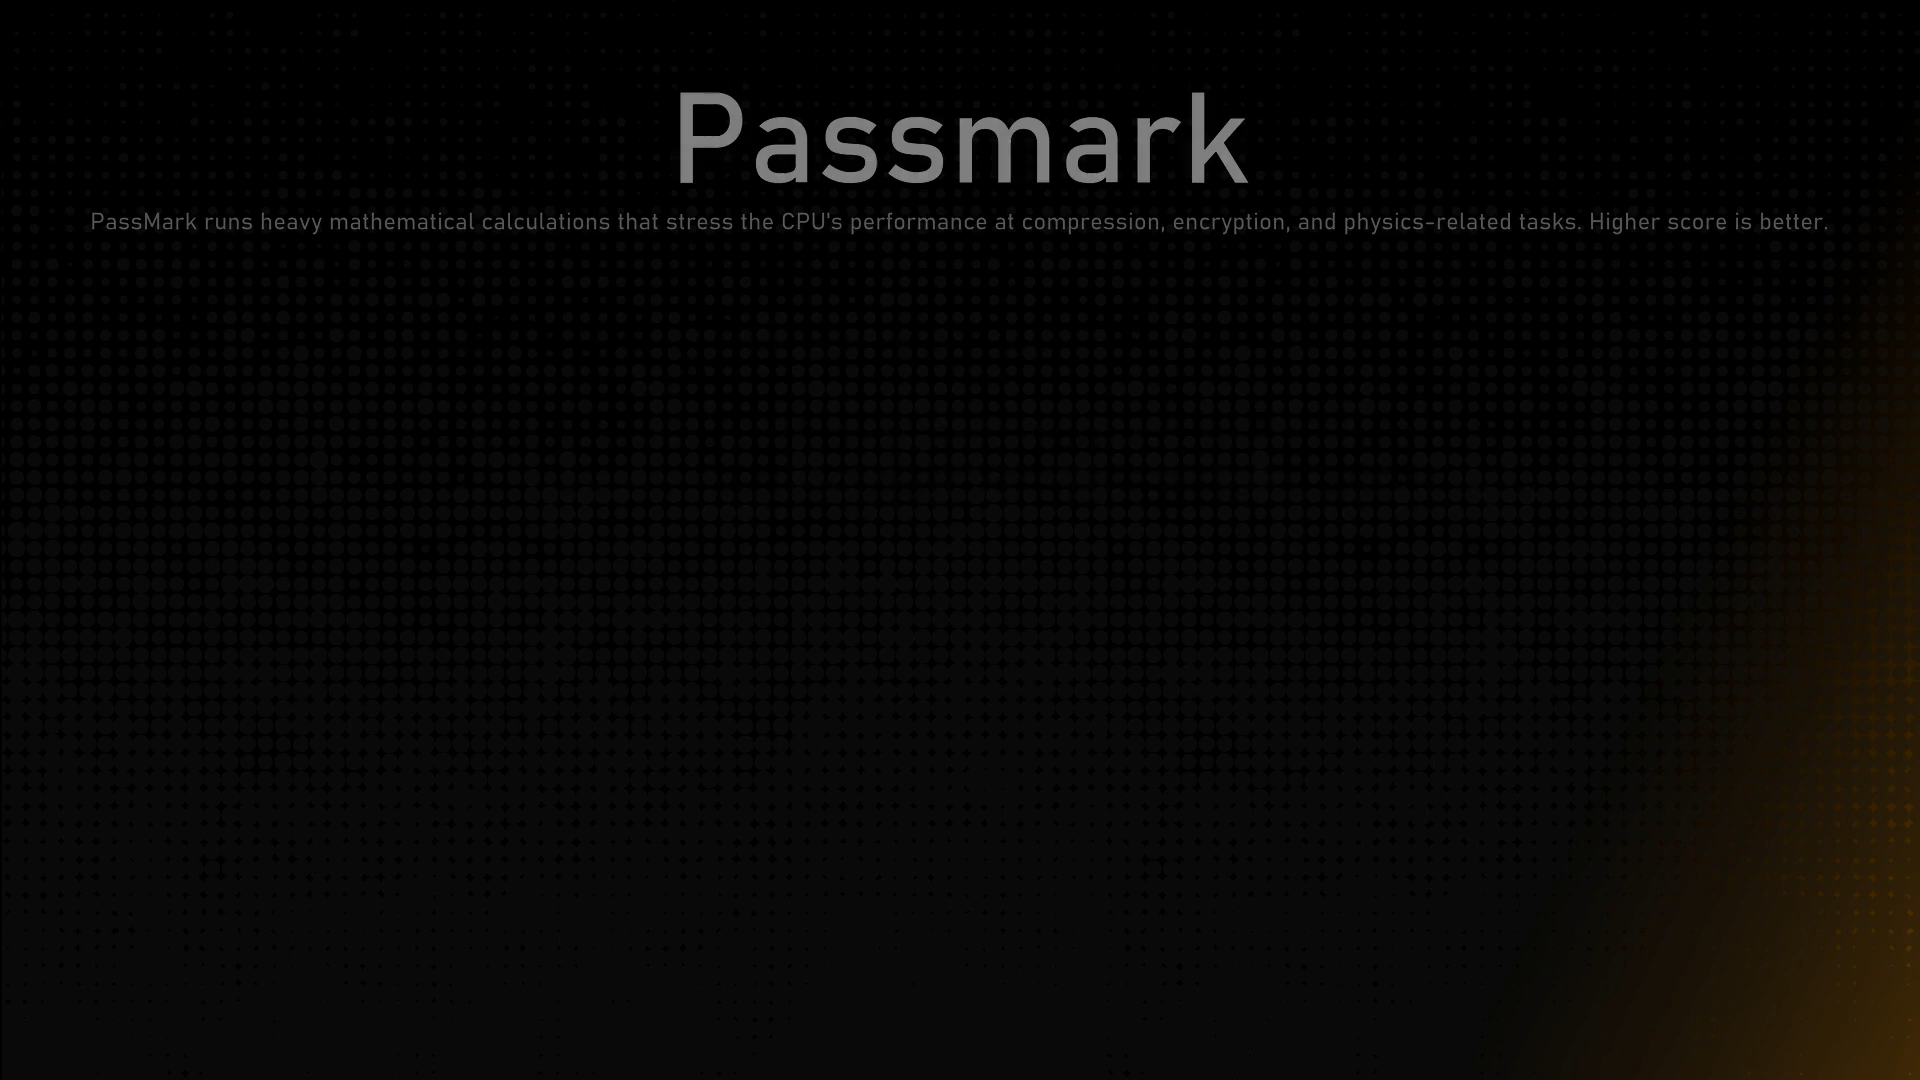 Passmark
PassMark runs heavy mathematical calculations that stress the CPU's performance at compression, encryption, and physics-related tasks. Higher score is better.